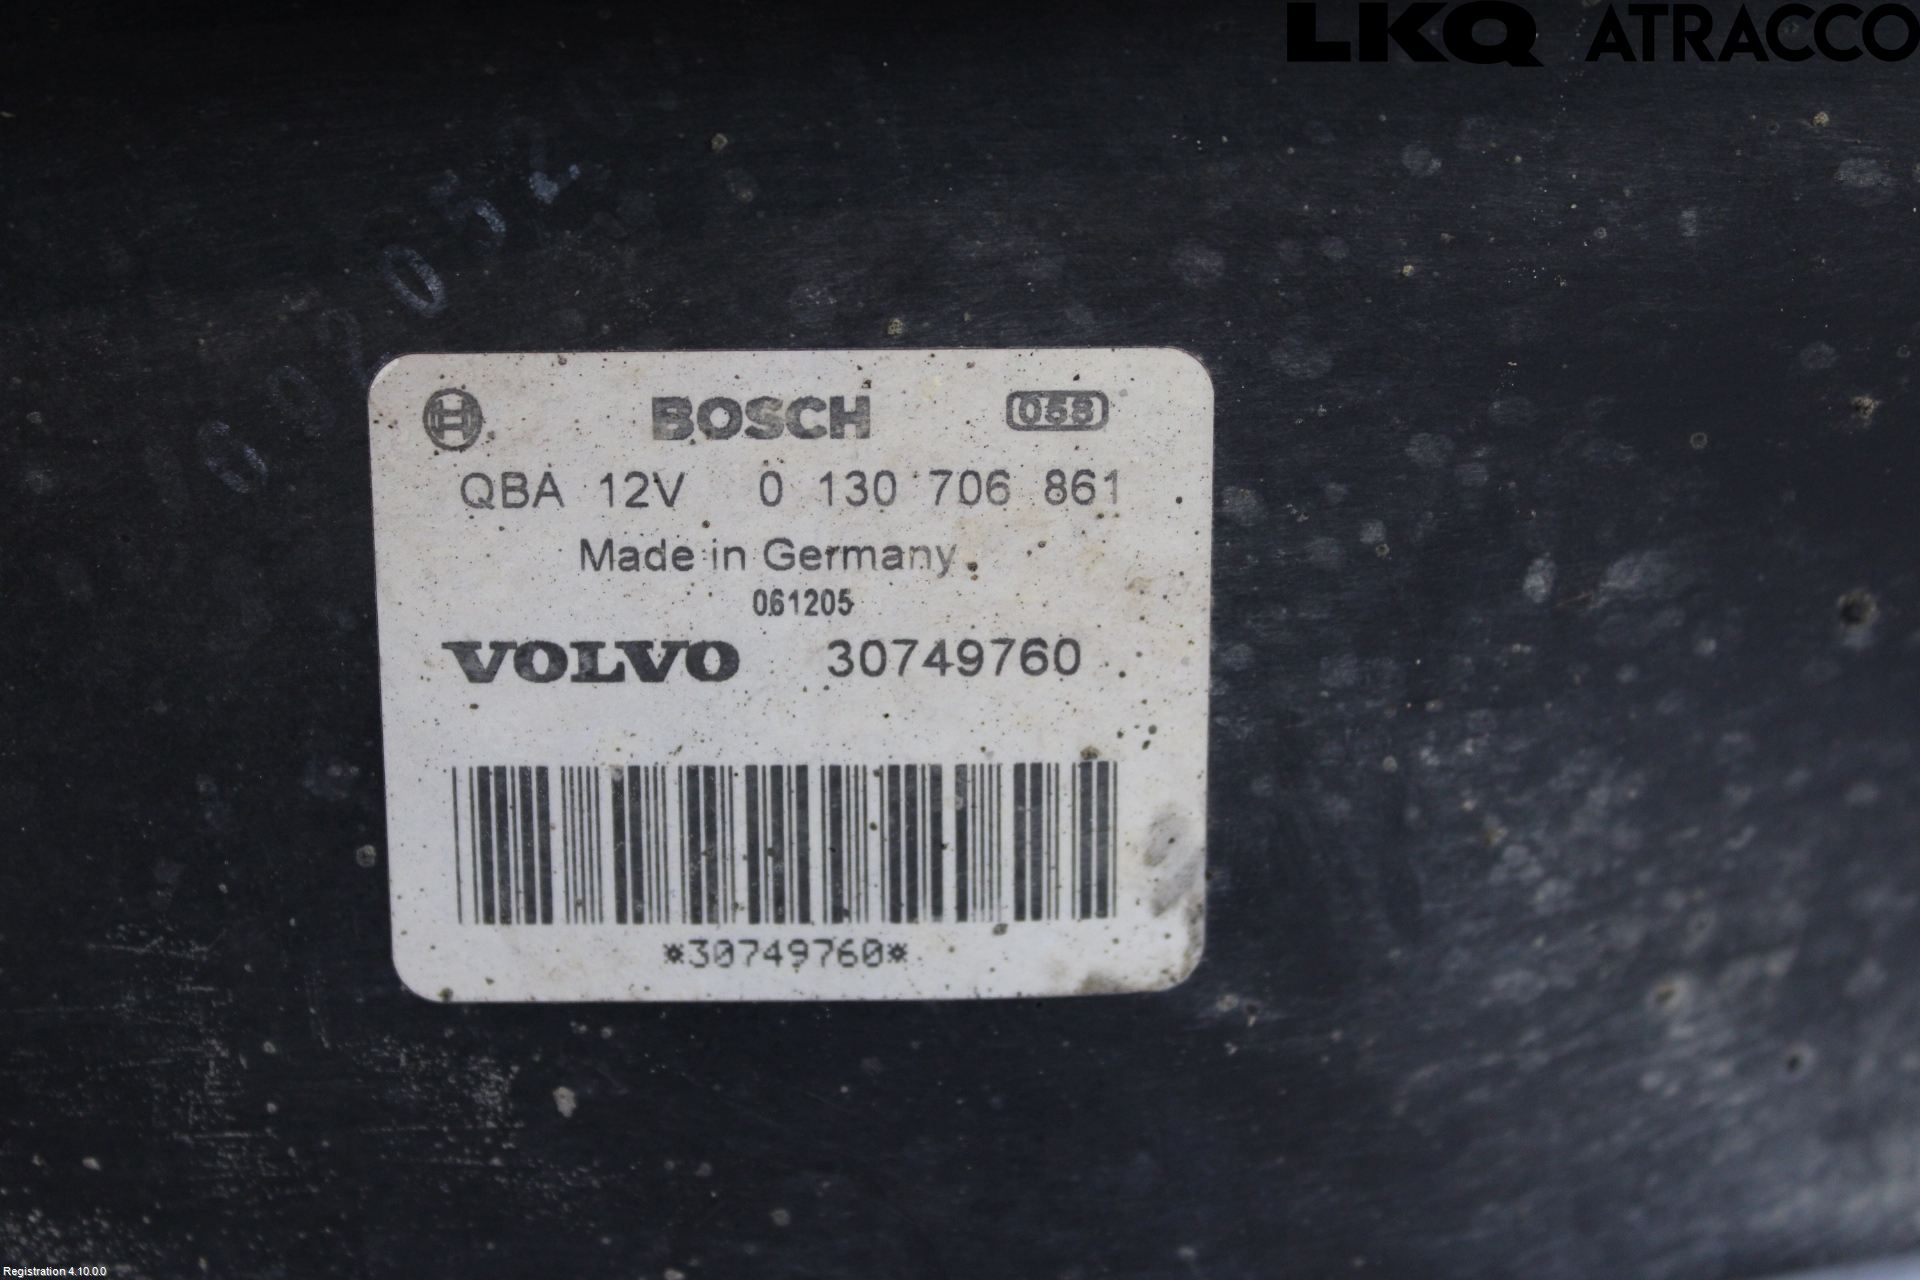 LKQ ATRACCO
BOSCH 058
QBA 12V 0 130 706 861
Made in Germany
061205
VOLVO 30749760
*30749760*
Registration 4.10.0.0